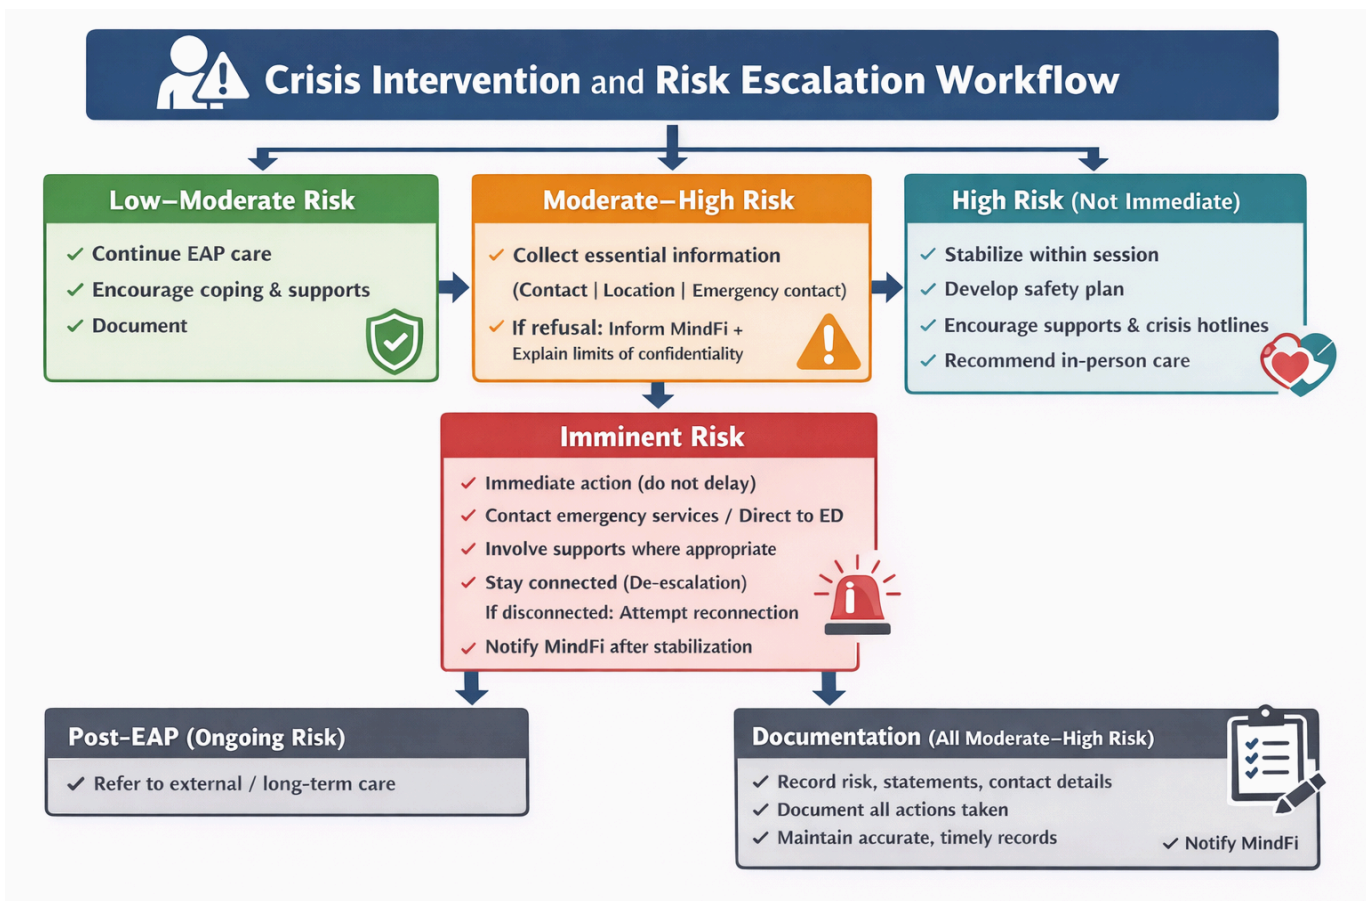 Crisis Intervention and Risk Escalation Workflow
Low–Moderate Risk
Continue EAP care
Encourage coping & supports
Document
Moderate–High Risk
Collect essential information
(Contact | Location | Emergency contact)
If refusal: Inform MindFi +
Explain limits of confidentiality
High Risk (Not Immediate)
Stabilize within session
Develop safety plan
Encourage supports & crisis hotlines
Recommend in-person care
Imminent Risk
Immediate action (do not delay)
Contact emergency services / Direct to ED
Involve supports where appropriate
Stay connected (De-escalation)
If disconnected: Attempt reconnection
Notify MindFi after stabilization
Post-EAP (Ongoing Risk)
Refer to external / long-term care
Documentation (All Moderate–High Risk)
Record risk, statements, contact details
Document all actions taken
Maintain accurate, timely records
Notify MindFi